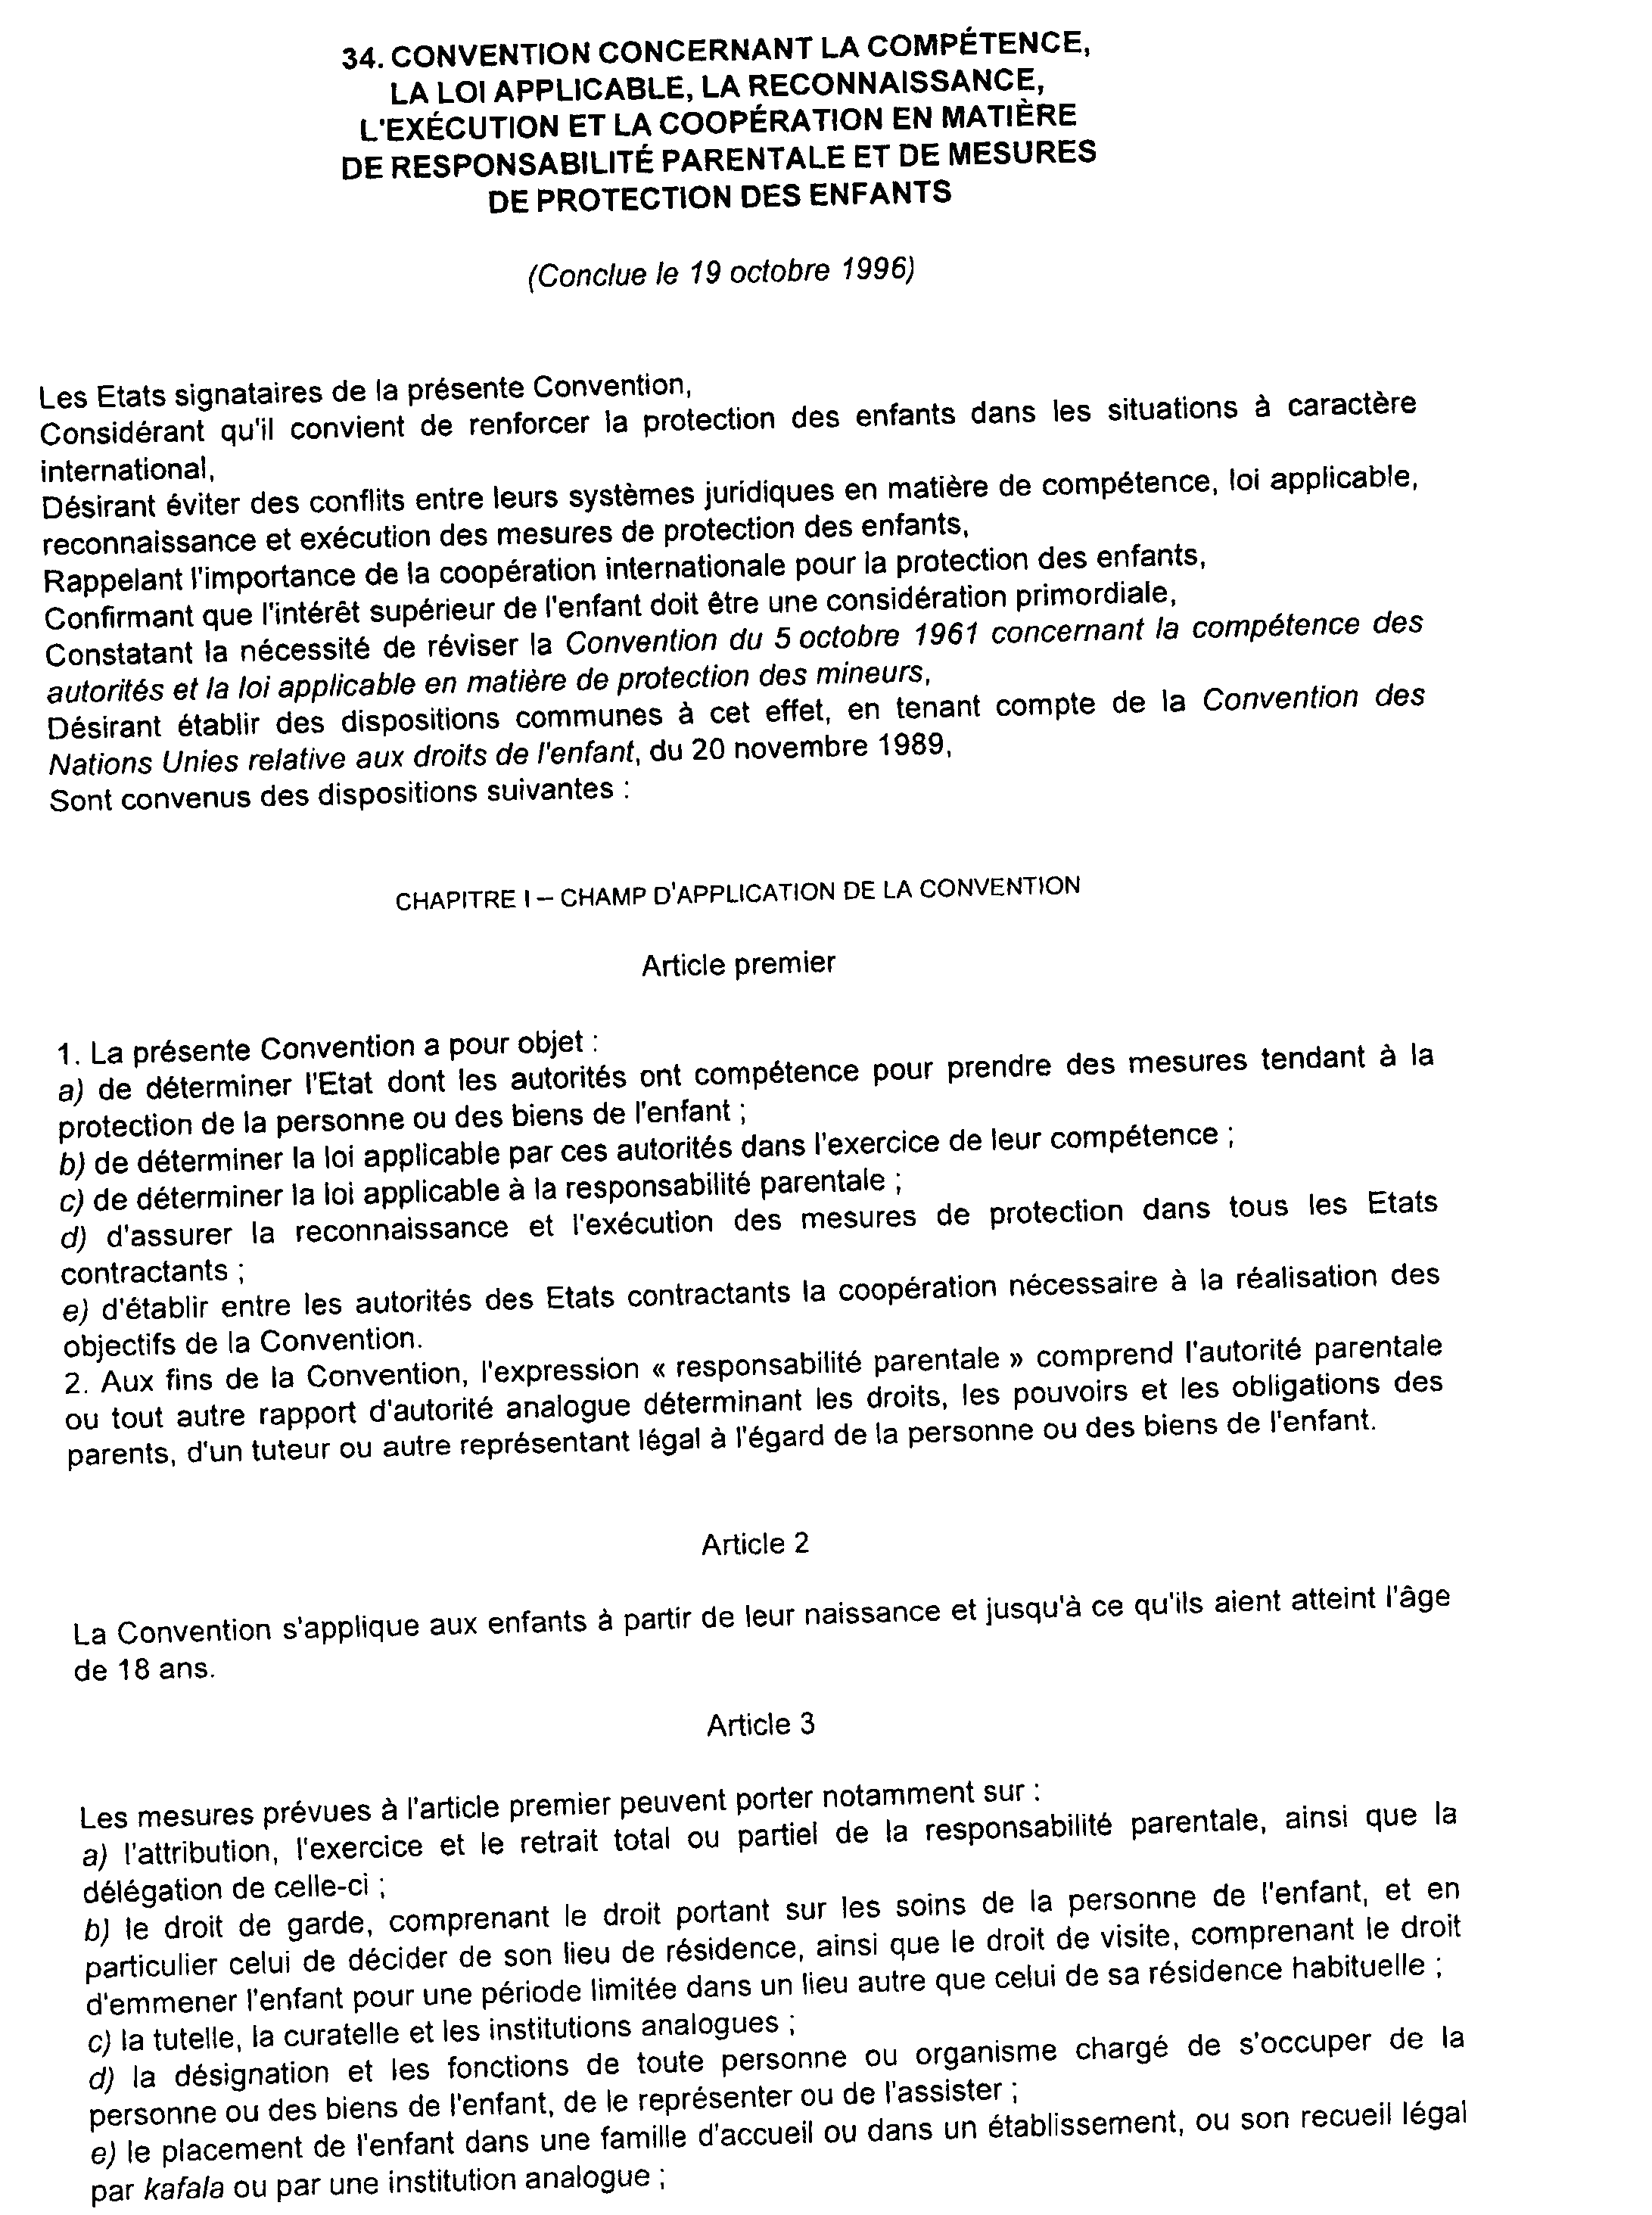 34. CONVENTION CONCERNANT LA COMPÉTENCE,
LA LOI APPLICABLE, LA RECONNAISSANCE,
L'EXÉCUTION ET LA COOPÉRATION EN MATIÈRE
DE RESPONSABILITÉ PARENTALE ET DE MESURES
DE PROTECTION DES ENFANTS
(Conclue le 19 octobre 1996)
Les Etats signataires de la présente Convention,
Considérant qu'il convient de renforcer la protection des enfants dans les situations à caractère
international,
Désirant éviter des conflits entre leurs systèmes juridiques en matière de compétence, loi applicable,
reconnaissance et exécution des mesures de protection des enfants,
Rappelant l'importance de la coopération internationale pour la protection des enfants,
Confirmant que l'intérêt supérieur de l'enfant doit être une considération primordiale,
Constatant la nécessité de réviser la Convention du 5 octobre 1961 concernant la compétence des
autorités et la loi applicable en matière de protection des mineurs,
Désirant établir des dispositions communes à cet effet, en tenant compte de la Convention des
Nations Unies relative aux droits de l'enfant, du 20 novembre 1989,
Sont convenus des dispositions suivantes :
CHAPITRE I – CHAMP D'APPLICATION DE LA CONVENTION
Article premier
1. La présente Convention a pour objet :
a) de déterminer l'Etat dont les autorités ont compétence pour prendre des mesures tendant à la
protection de la personne ou des biens de l'enfant ;
b) de déterminer la loi applicable par ces autorités dans l'exercice de leur compétence ;
c) de déterminer la loi applicable à la responsabilité parentale ;
d) d'assurer la reconnaissance et l'exécution des mesures de protection dans tous les Etats
contractants ;
e) d'établir entre les autorités des Etats contractants la coopération nécessaire à la réalisation des
objectifs de la Convention.
2. Aux fins de la Convention, l'expression « responsabilité parentale » comprend l'autorité parentale
ou tout autre rapport d'autorité analogue déterminant les droits, les pouvoirs et les obligations des
parents, d'un tuteur ou autre représentant légal à l'égard de la personne ou des biens de l'enfant.
Article 2
La Convention s'applique aux enfants à partir de leur naissance et jusqu'à ce qu'ils aient atteint l'âge
de 18 ans.
Article 3
Les mesures prévues à l'article premier peuvent porter notamment sur :
a) l'attribution, l'exercice et le retrait total ou partiel de la responsabilité parentale, ainsi que la
délégation de celle-ci ;
b) le droit de garde, comprenant le droit portant sur les soins de la personne de l'enfant, et en
particulier celui de décider de son lieu de résidence, ainsi que le droit de visite, comprenant le droit
d'emmener l'enfant pour une période limitée dans un lieu autre que celui de sa résidence habituelle ;
c) la tutelle, la curatelle et les institutions analogues ;
d) la désignation et les fonctions de toute personne ou organisme chargé de s'occuper de la
personne ou des biens de l'enfant, de le représenter ou de l'assister ;
e) le placement de l'enfant dans une famille d'accueil ou dans un établissement, ou son recueil légal
par kafala ou par une institution analogue ;